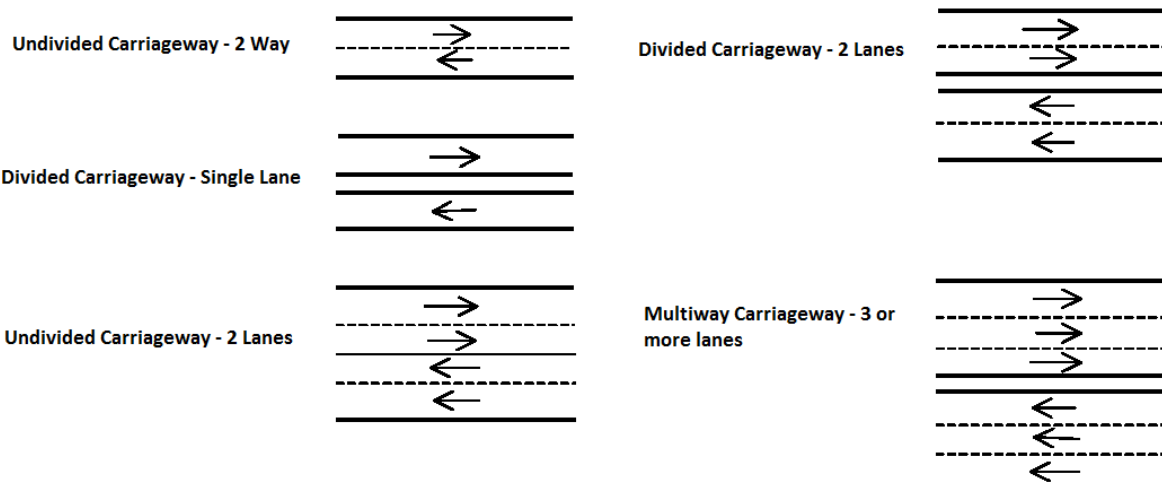 Undivided Carriageway - 2 Way
Divided Carriageway - Single Lane
Undivided Carriageway - 2 Lanes
Divided Carriageway - 2 Lanes
Multiway Carriageway - 3 or
more lanes